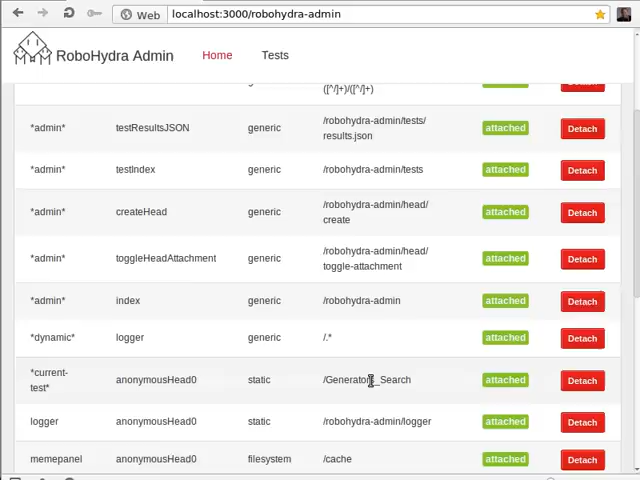 Web localhost:3000/robohydra-admin
RoboHydra Admin Home Tests
([^/]+)/([^/]+)
*admin* testResultsJSON generic /robohydra-admin/tests/
results.json attached Detach
*admin* testIndex generic /robohydra-admin/tests attached Detach
*admin* createHead generic /robohydra-admin/head/
create attached Detach
*admin* toggleHeadAttachment generic /robohydra-admin/head/
toggle-attachment attached Detach
*admin* index generic /robohydra-admin attached Detach
*dynamic* logger generic /.* attached Detach
*current-
test* anonymousHead0 static /Generators_Search attached Detach
logger anonymousHead0 static /robohydra-admin/logger attached Detach
memepanel anonymousHead0 filesystem /cache attached Detach